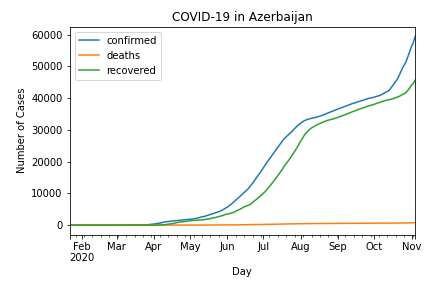 COVID-19 in Azerbaijan
confirmed
deaths
recovered
Number of Cases
60000
50000
40000
30000
20000
10000
0
Feb Mar Apr May Jun Jul Aug Sep Oct Nov
2020
Day